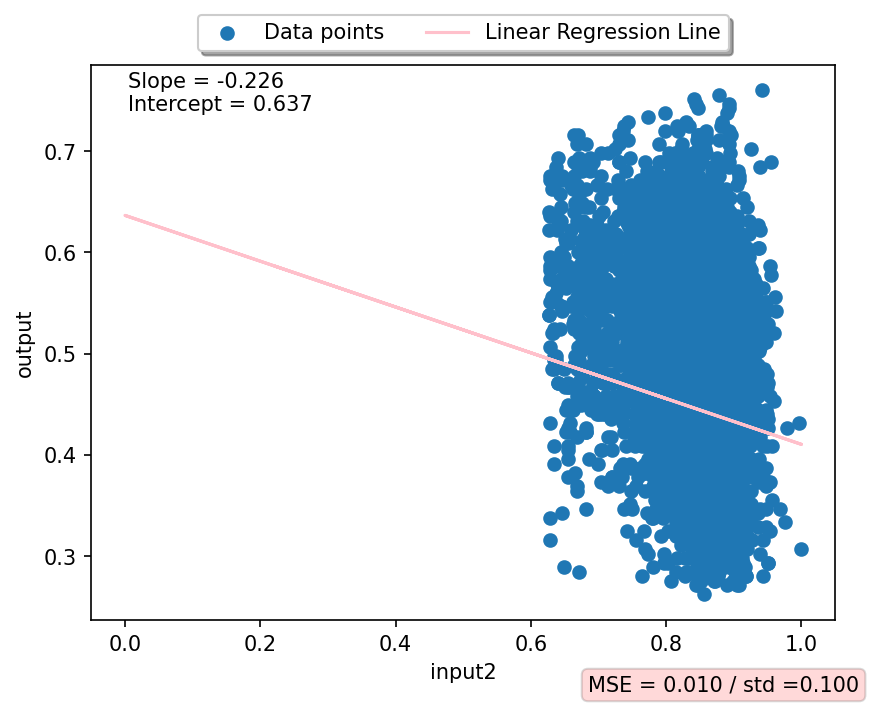 Data points
Linear Regression Line
Slope = -0.226
Intercept = 0.637
output
0.7
0.6
0.5
0.4
0.3
0.0 0.2 0.4 0.6 0.8 1.0
input2
MSE = 0.010 / std =0.100